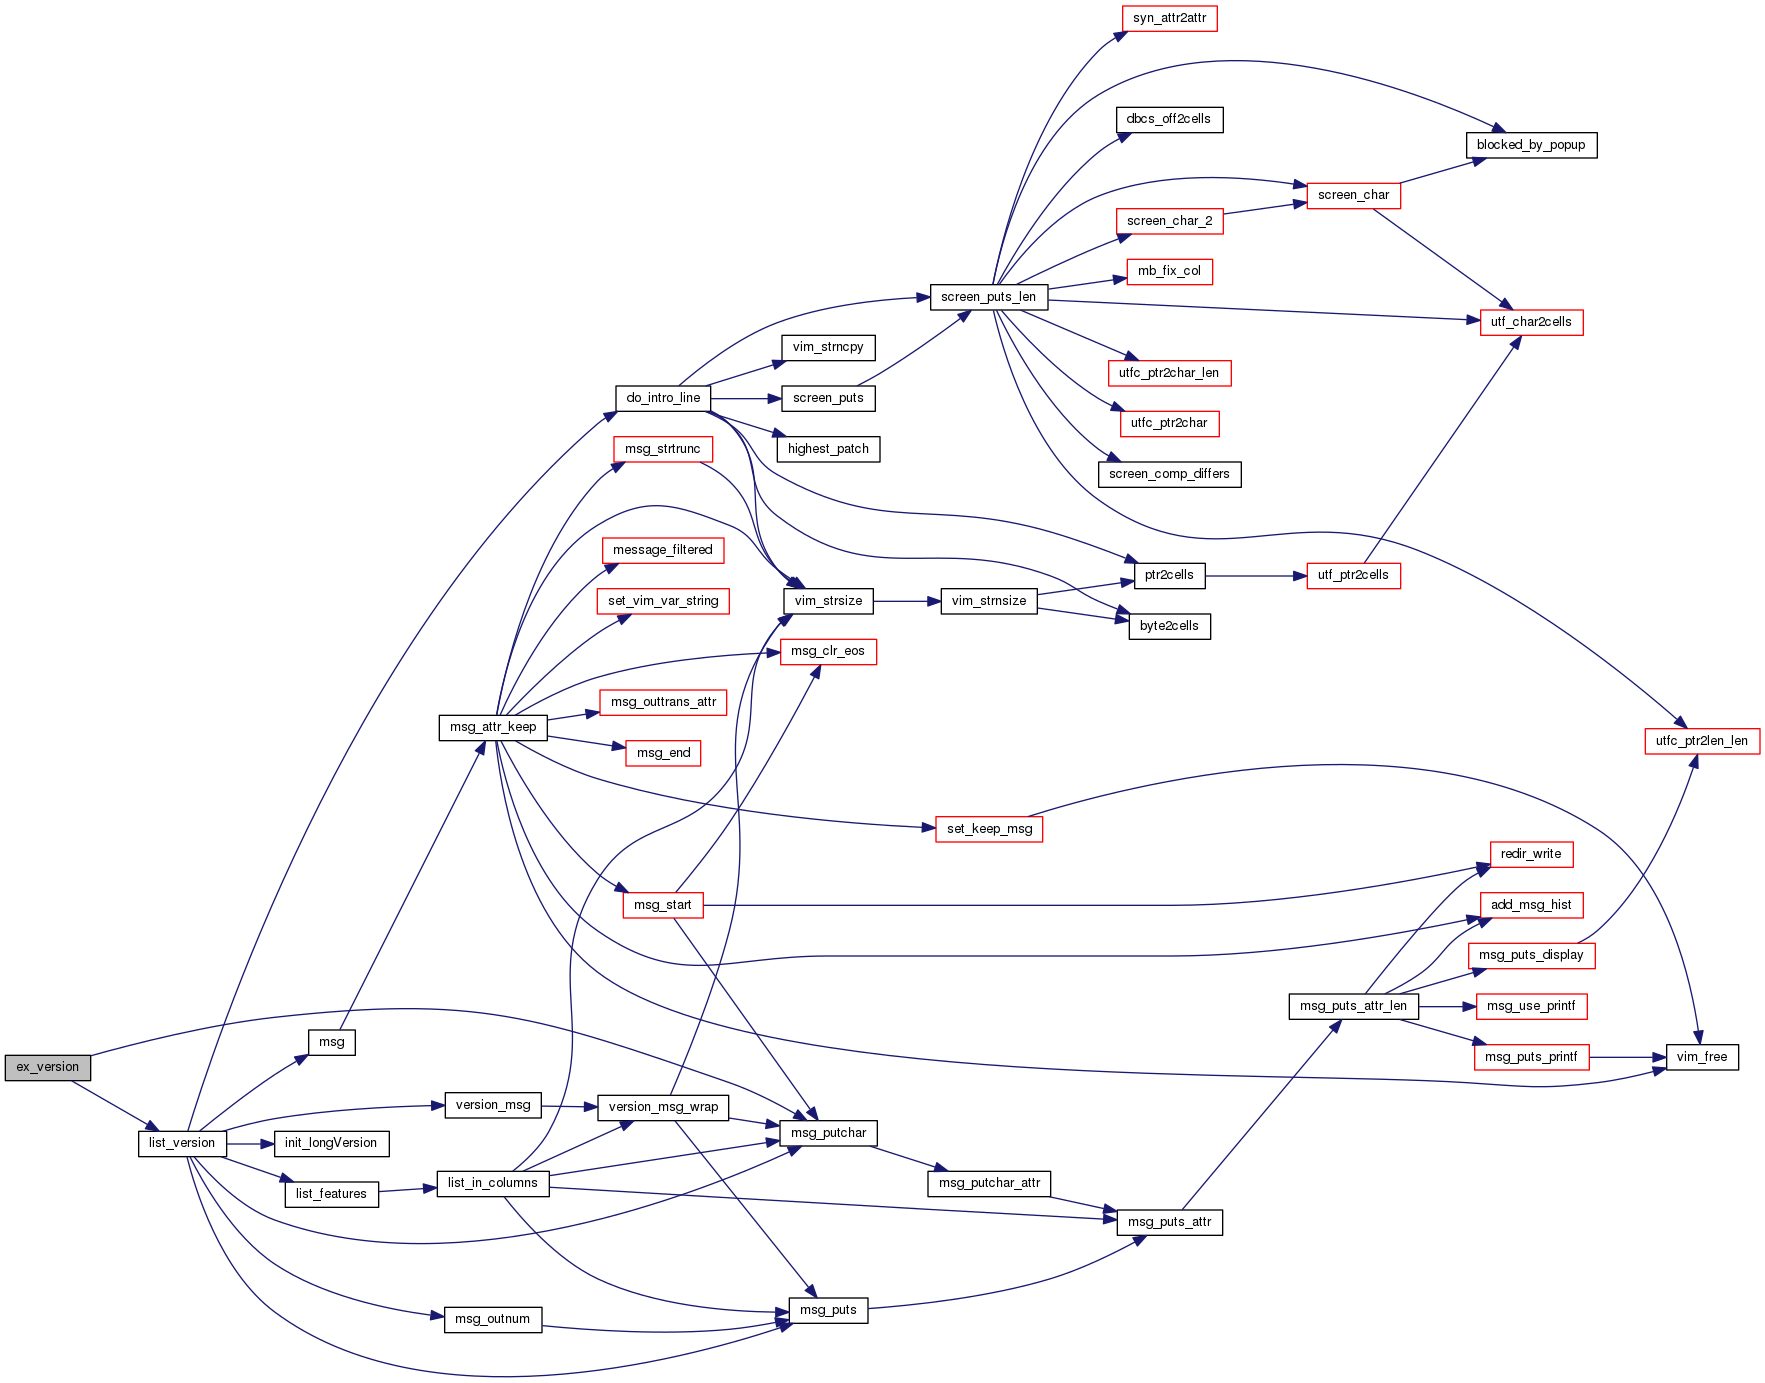 syn_attr2attr
dbcs_off2cells
blocked_by_popup
screen_char
screen_char_2
mb_fix_col
screen_puts_len
utf_char2cells
vim_strncpy
utfc_ptr2char_len
do_intro_line
screen_puts
utfc_ptr2char
msg_strtrunc
highest_patch
screen_comp_differs
message_filtered
ptr2cells
utf_ptr2cells
set_vim_var_string
vim_strsize
vim_strnsize
byte2cells
msg_clr_eos
msg_outtrans_attr
msg_attr_keep
msg_end
utfc_ptr2len_len
set_keep_msg
redir_write
msg_start
add_msg_hist
msg_puts_display
msg_puts_attr_len
msg_use_printf
msg
msg_puts_printf
vim_free
ex_version
version_msg
version_msg_wrap
msg_putchar
list_version
init_longVersion
list_features
list_in_columns
msg_putchar_attr
msg_puts_attr
msg_outnum
msg_puts